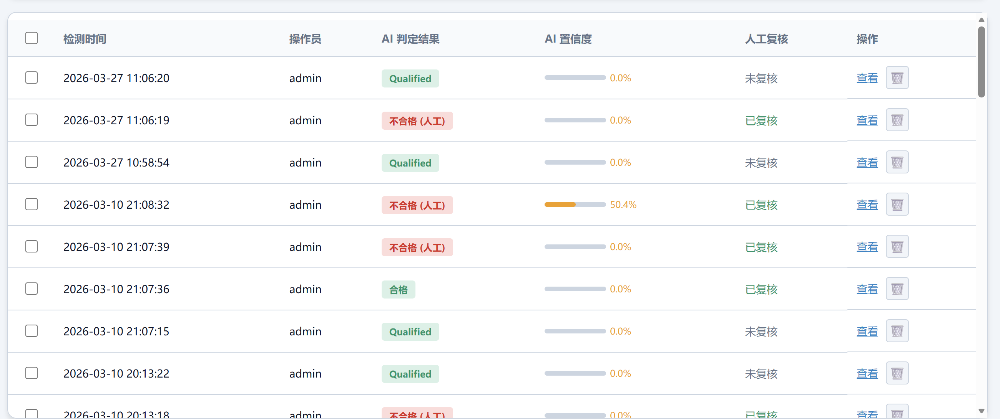 检测时间 操作员 AI 判定结果 AI 置信度 人工复核 操作
2026-03-27 11:06:20 admin Qualified 0.0% 未复核 查看
2026-03-27 11:06:19 admin 不合格 (人工) 0.0% 已复核 查看
2026-03-27 10:58:54 admin Qualified 0.0% 未复核 查看
2026-03-10 21:08:32 admin 不合格 (人工) 50.4% 已复核 查看
2026-03-10 21:07:39 admin 不合格 (人工) 0.0% 已复核 查看
2026-03-10 21:07:36 admin 合格 0.0% 已复核 查看
2026-03-10 21:07:15 admin Qualified 0.0% 未复核 查看
2026-03-10 20:13:22 admin Qualified 0.0% 未复核 查看
2026-03-10 20:13:18 admin 不合格 (人工) 0.0% 已复核 查看